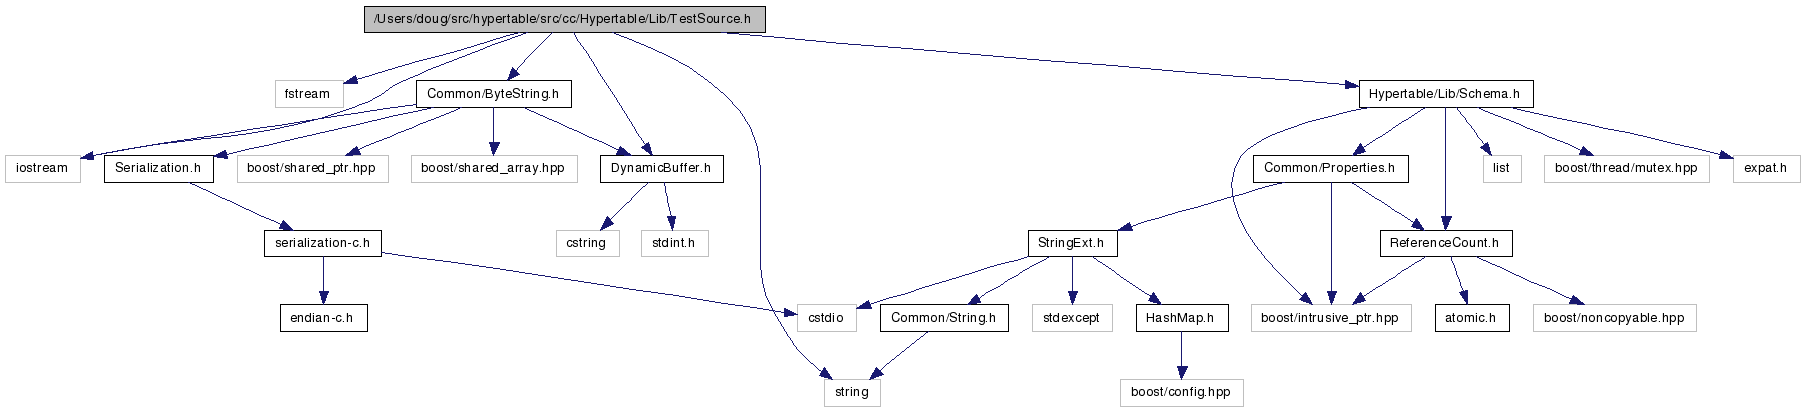 /Users/doug/src/hypertable/src/cc/Hypertable/Lib/TestSource.h
fstream
Common/ByteString.h
Hypertable/Lib/Schema.h
iostream
Serialization.h
boost/shared_ptr.hpp
boost/shared_array.hpp
DynamicBuffer.h
Common/Properties.h
list
boost/thread/mutex.hpp
expat.h
serialization-c.h
cstring
stdint.h
StringExt.h
ReferenceCount.h
endian-c.h
cstdio
Common/String.h
stdexcept
HashMap.h
boost/intrusive_ptr.hpp
atomic.h
boost/noncopyable.hpp
string
boost/config.hpp